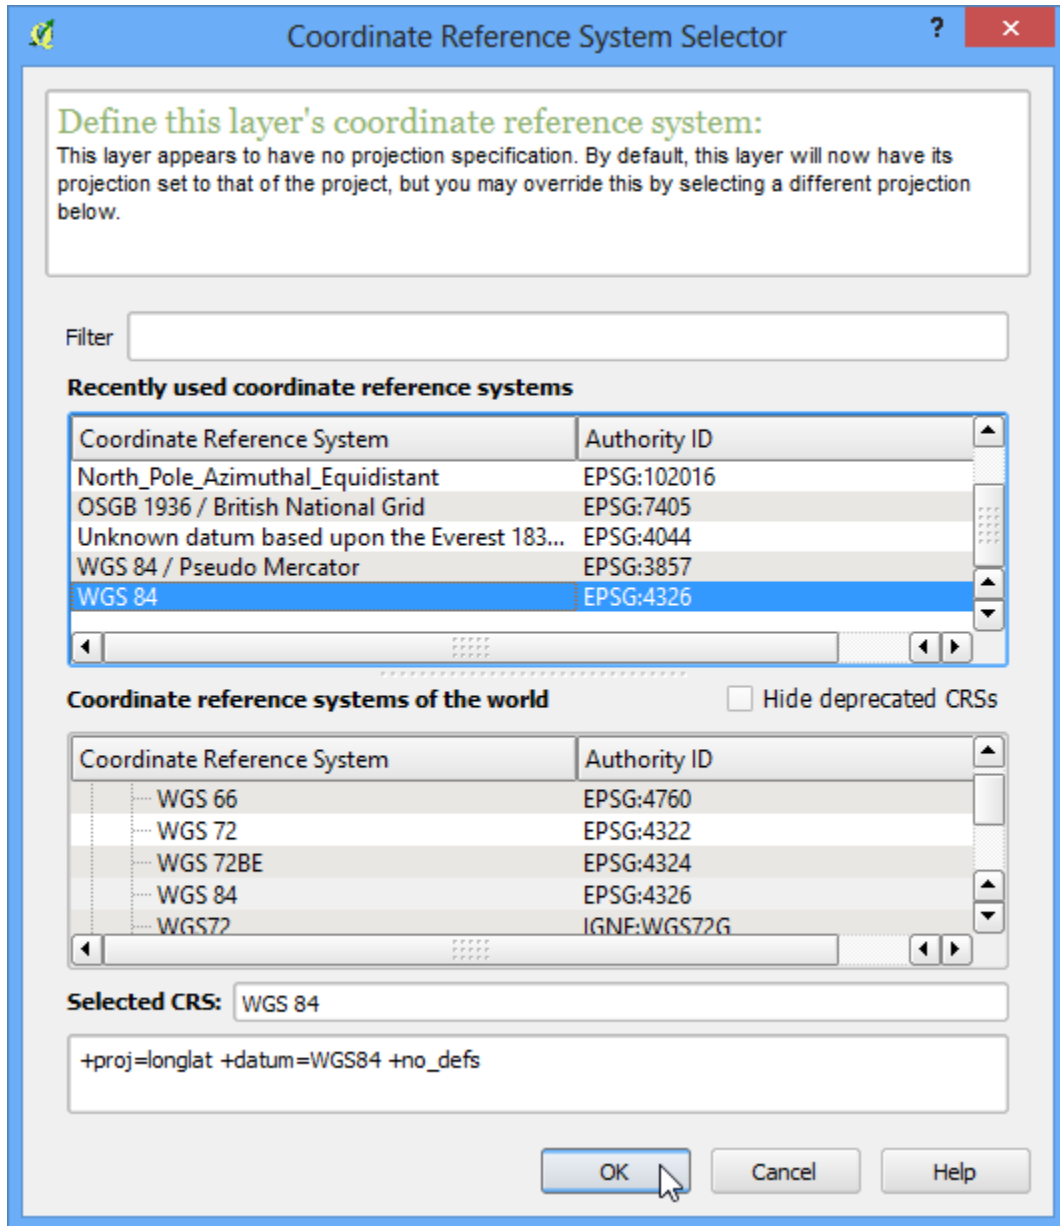 Coordinate Reference System Selector ?
Define this layer's coordinate reference system:
This layer appears to have no projection specification. By default, this layer will now have its
projection set to that of the project, but you may override this by selecting a different projection
below.
Filter
Recently used coordinate reference systems
Coordinate Reference System Authority ID
North_Pole_Azimuthal_Equidistant EPSG:102016
OSGB 1936 / British National Grid EPSG:7405
Unknown datum based upon the Everest 183... EPSG:4044
WGS 84 / Pseudo Mercator EPSG:3857
WGS 84 EPSG:4326
Coordinate reference systems of the world Hide deprecated CRSs
Coordinate Reference System Authority ID
WGS 66 EPSG:4760
WGS 72 EPSG:4322
WGS 72BE EPSG:4324
WGS 84 EPSG:4326
WGS72 IGNF:WGS72G
Selected CRS: WGS 84
+proj=longlat +datum=WGS84 +no_defs
OK Cancel Help